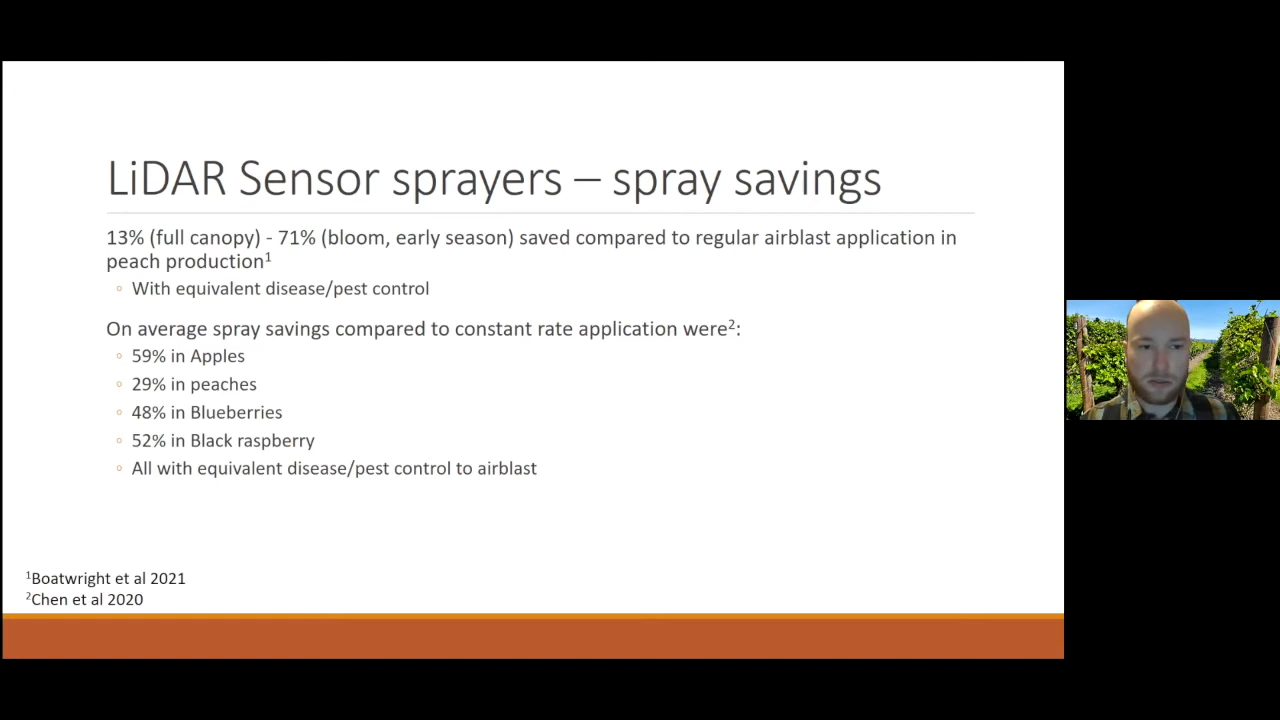 LiDAR Sensor sprayers – spray savings
13% (full canopy) - 71% (bloom, early season) saved compared to regular airblast application in
peach production¹
◦ With equivalent disease/pest control
On average spray savings compared to constant rate application were²:
◦ 59% in Apples
◦ 29% in peaches
◦ 48% in Blueberries
◦ 52% in Black raspberry
◦ All with equivalent disease/pest control to airblast
¹Boatwright et al 2021
²Chen et al 2020